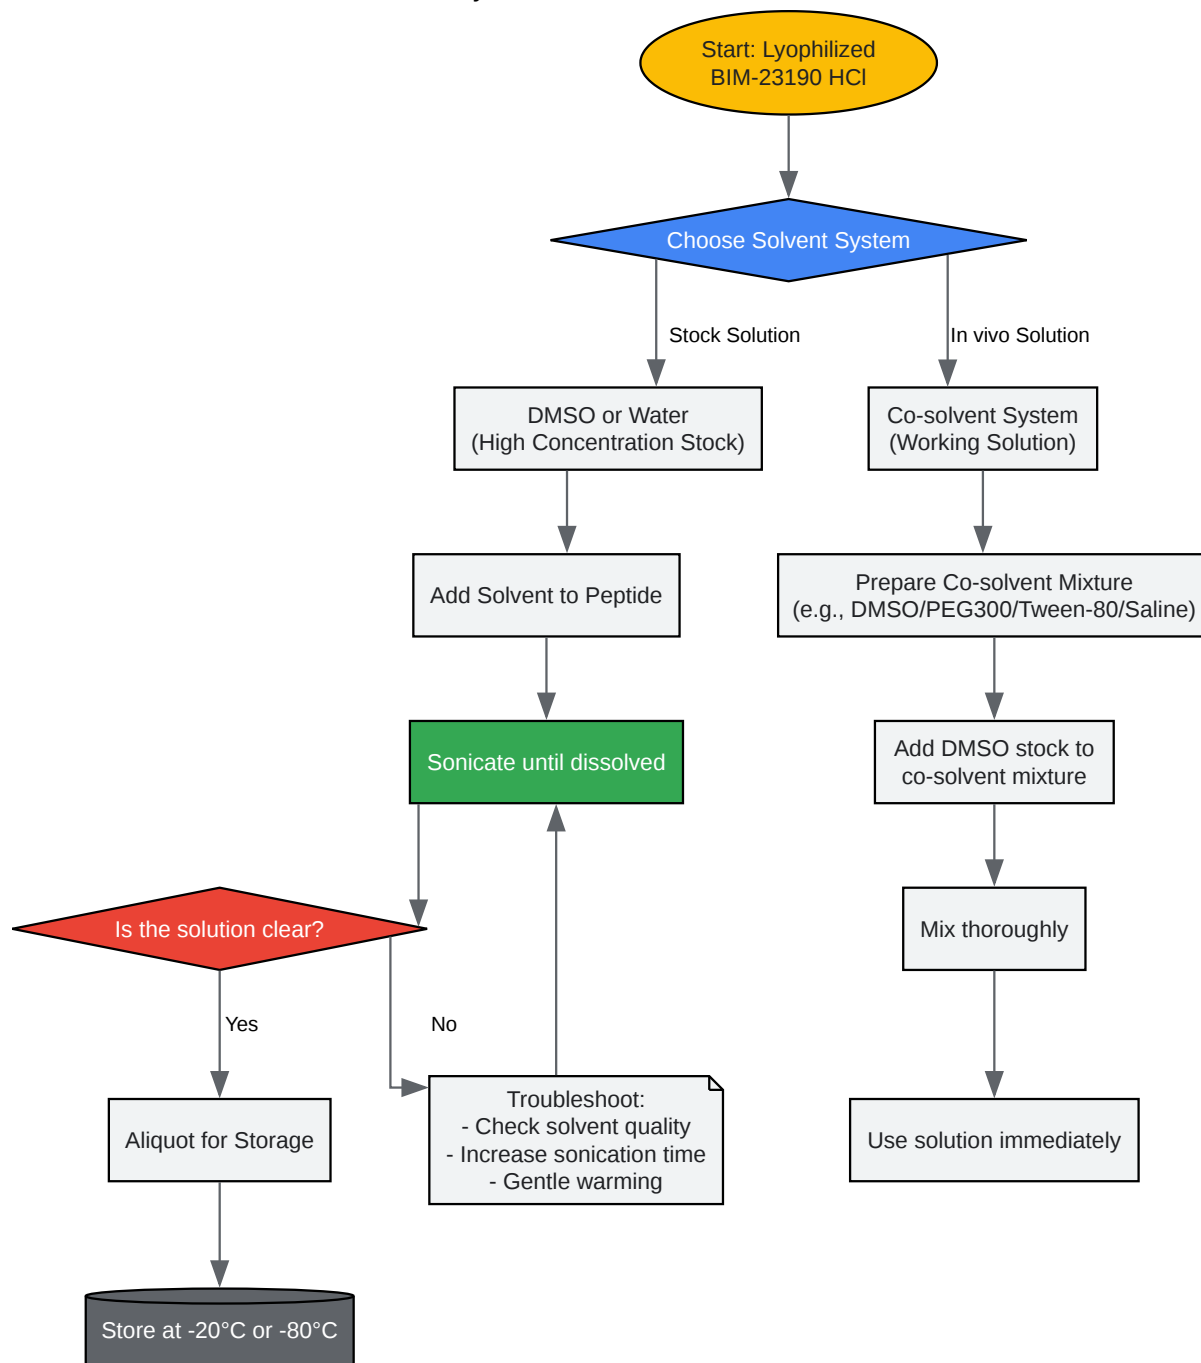 Start: Lyophilized
BIM-23190 HCl
Choose Solvent System
Stock Solution
In vivo Solution
DMSO or Water
(High Concentration Stock)
Co-solvent System
(Working Solution)
Add Solvent to Peptide
Prepare Co-solvent Mixture
(e.g., DMSO/PEG300/Tween-80/Saline)
Sonicate until dissolved
Add DMSO stock to
co-solvent mixture
Is the solution clear?
Mix thoroughly
Yes
No
Troubleshoot:
- Check solvent quality
- Increase sonication time
- Gentle warming
Aliquot for Storage
Use solution immediately
Store at -20°C or -80°C